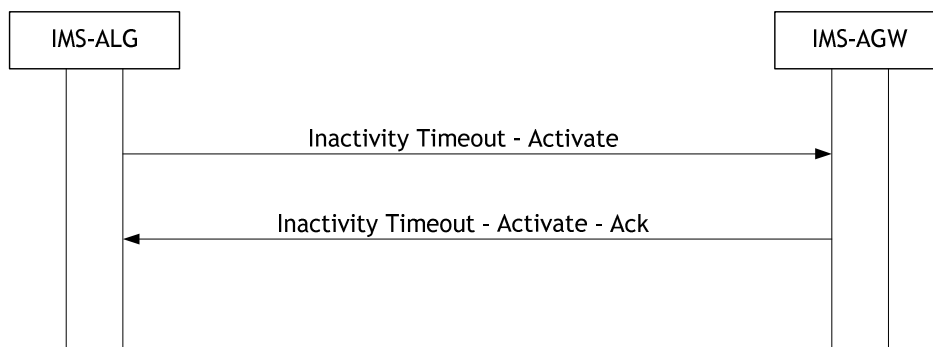 IMS-ALG
IMS-AGW
Inactivity Timeout - Activate
Inactivity Timeout - Activate - Ack